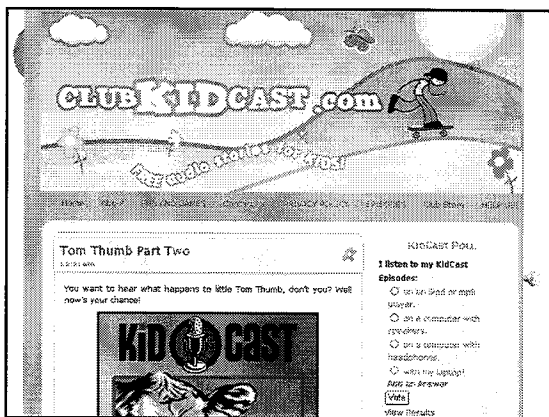 CLUBKIDCAST.com
FREE audio stories for KIDS!
Home
Tom Thumb Part Two
You want to hear what happens to little Tom Thumb, don't you? Well
now's your chance!
KiD CAST
KIDCAST POLL
I listen to my KidCast
Episodes:
on an iPod or mp3
player.
on a computer with
speakers.
on a computer with
headphones.
with my laptop!
Add an Answer
Vote
View Results